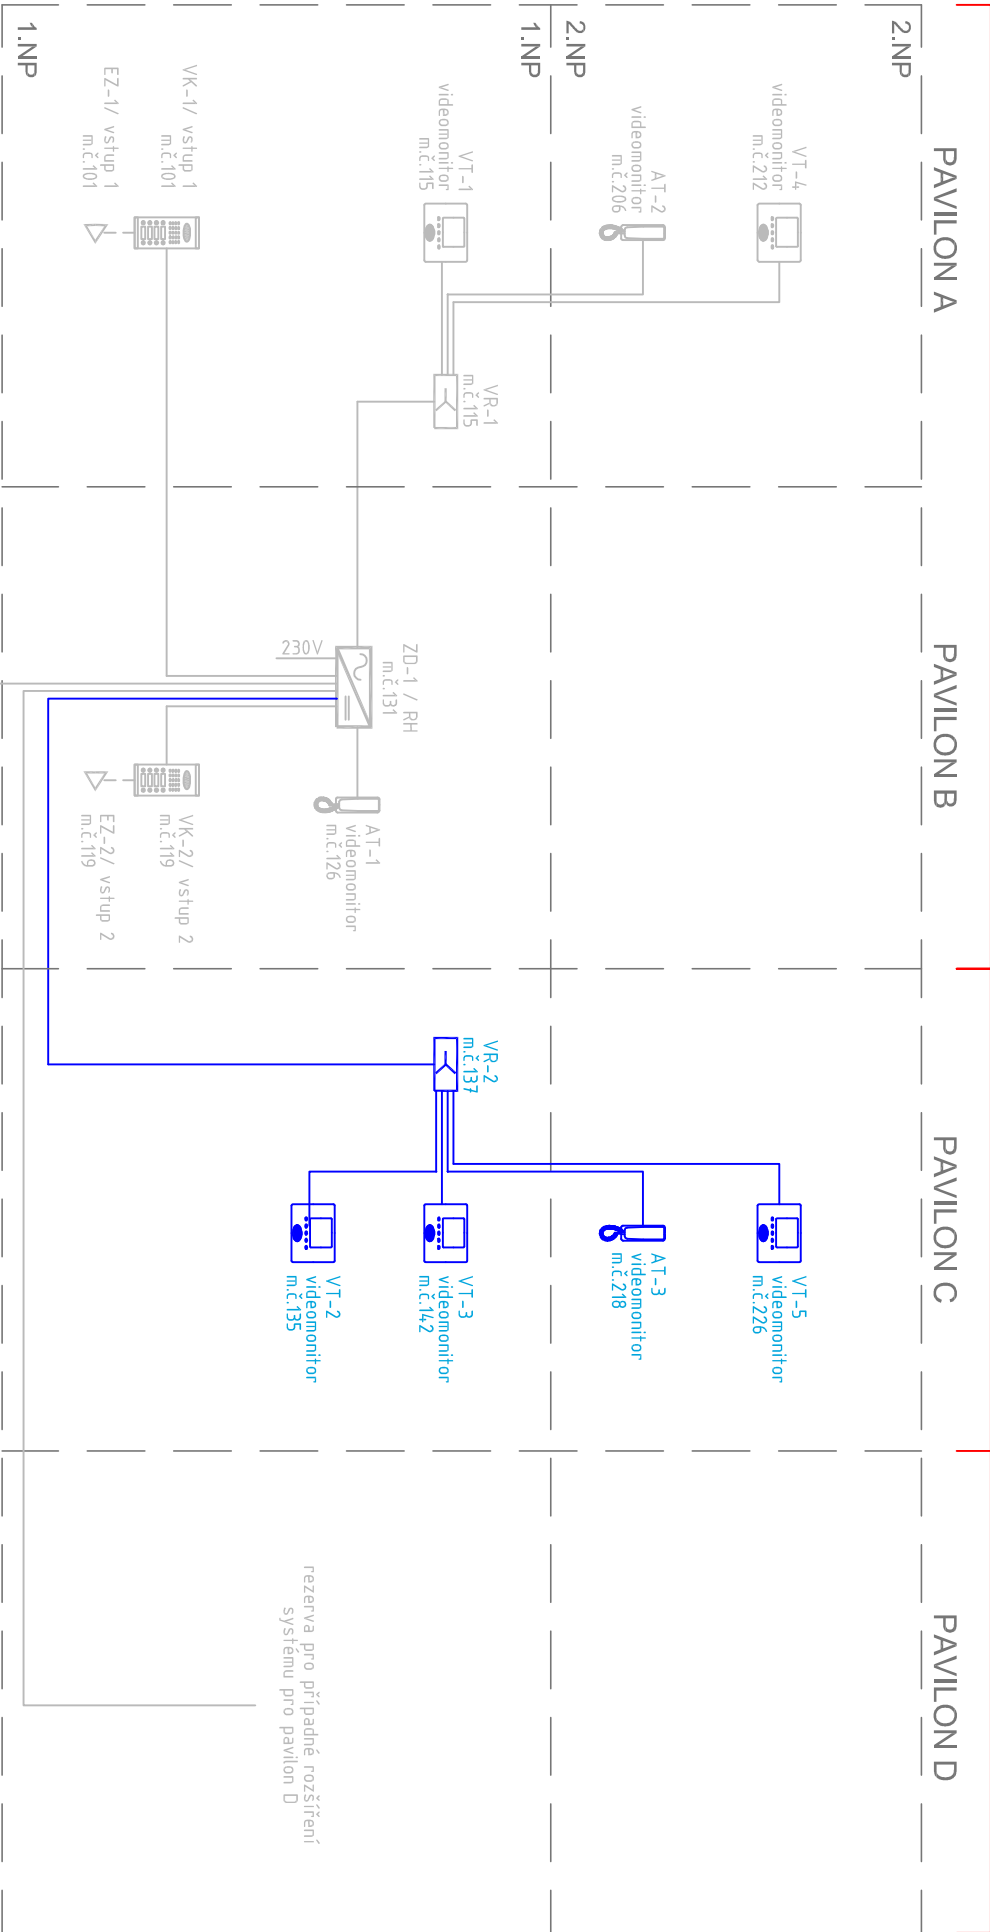 PAVILON A
PAVILON B
PAVILON C
PAVILON D
2.NP
2.NP
1.NP
1.NP
VT-4
videomonitor
m.č.212
AT-2
videomonitor
m.č.206
VT-1
videomonitor
m.č.115
VK-1/ vstup 1
m.č.101
EZ-1/ vstup 1
m.č.101
VR-1
m.č.115
ZD-1 / RH
m.č.131
230V
AT-1
videomonitor
m.č.126
VK-2/ vstup 2
m.č.119
EZ-2/ vstup 2
m.č.119
VR-2
m.č.137
VT-5
videomonitor
m.č.226
AT-3
videomonitor
m.č.218
VT-3
videomonitor
m.č.142
VT-2
videomonitor
m.č.135
rezerva pro případné rozšíření
systému pro pavilon D